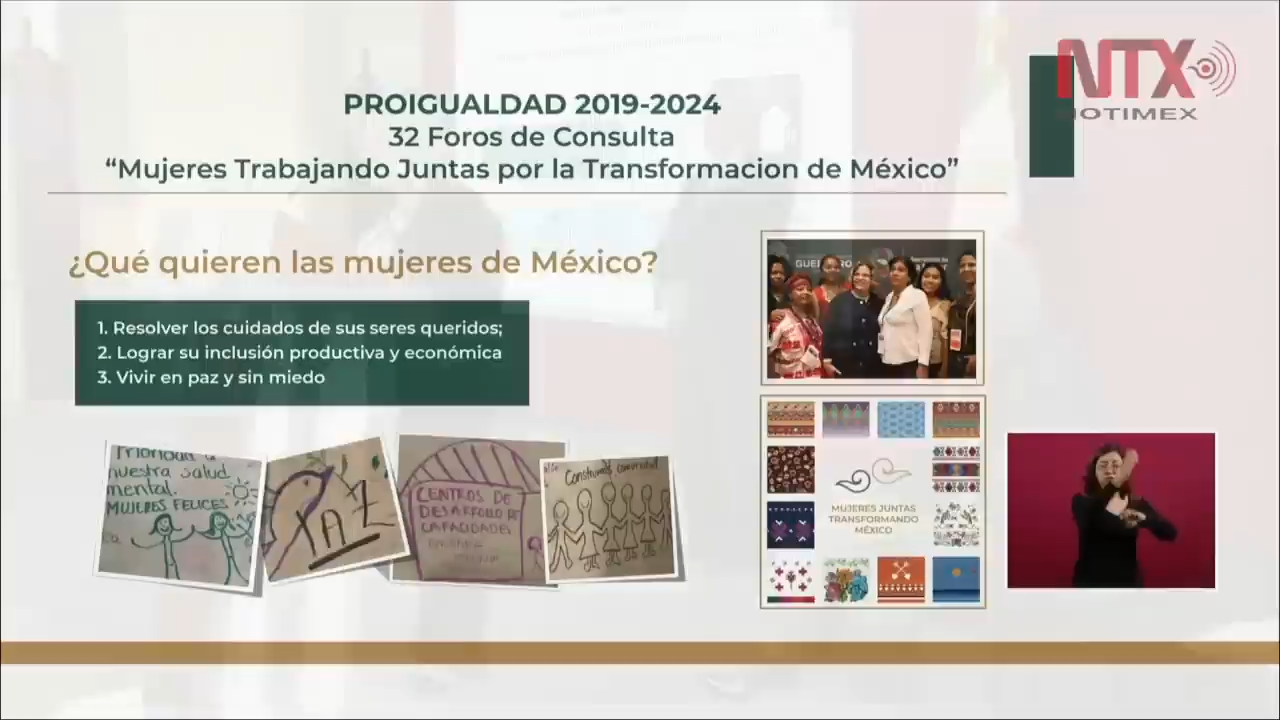 NTX
NOTIMEX
PROIGUALDAD 2019-2024
32 Foros de Consulta
“Mujeres Trabajando Juntas por la Transformacion de México”
¿Qué quieren las mujeres de México?
1. Resolver los cuidados de sus seres queridos;
2. Lograr su inclusión productiva y económica
3. Vivir en paz y sin miedo
nuestra salud
mental.
MUJERES FELICES
PAZ
CENTROS DE
DESARROLLO DE
CAPACIDADES
comunidad
MUJERES JUNTAS
TRANSFORMANDO
MÉXICO